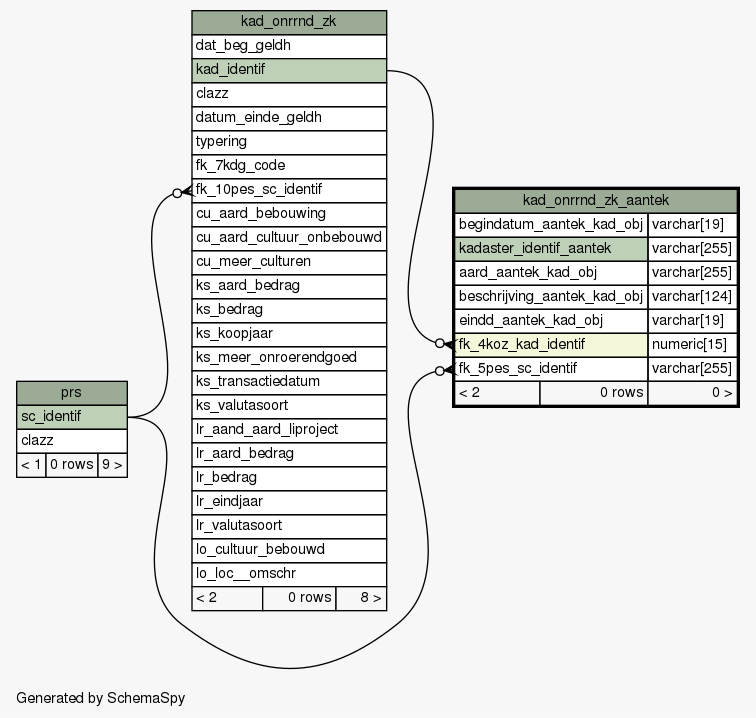 kad_onrrnd_zk
dat_beg_geldh
kad_identif
clazz
datum_einde_geldh
typering
fk_7kdg_code
fk_10pes_sc_identif
cu_aard_bebouwing
cu_aard_cultuur_onbebouwd
cu_meer_culturen
ks_aard_bedrag
ks_bedrag
ks_koopjaar
ks_meer_onroerendgoed
ks_transactiedatum
ks_valutasoort
lr_aand_aard_liproject
lr_aard_bedrag
lr_bedrag
lr_eindjaar
lr_valutasoort
lo_cultuur_bebouwd
lo_loc__omschr
< 2 0 rows 8 >
kad_onrrnd_zk_aantek
begindatum_aantek_kad_obj varchar[19]
kadaster_identif_aantek varchar[255]
aard_aantek_kad_obj varchar[255]
beschrijving_aantek_kad_obj varchar[124]
eindd_aantek_kad_obj varchar[19]
fk_4koz_kad_identif numeric[15]
fk_5pes_sc_identif varchar[255]
< 2 0 rows 0 >
prs
sc_identif
clazz
< 1 0 rows 9 >
Generated by SchemaSpy